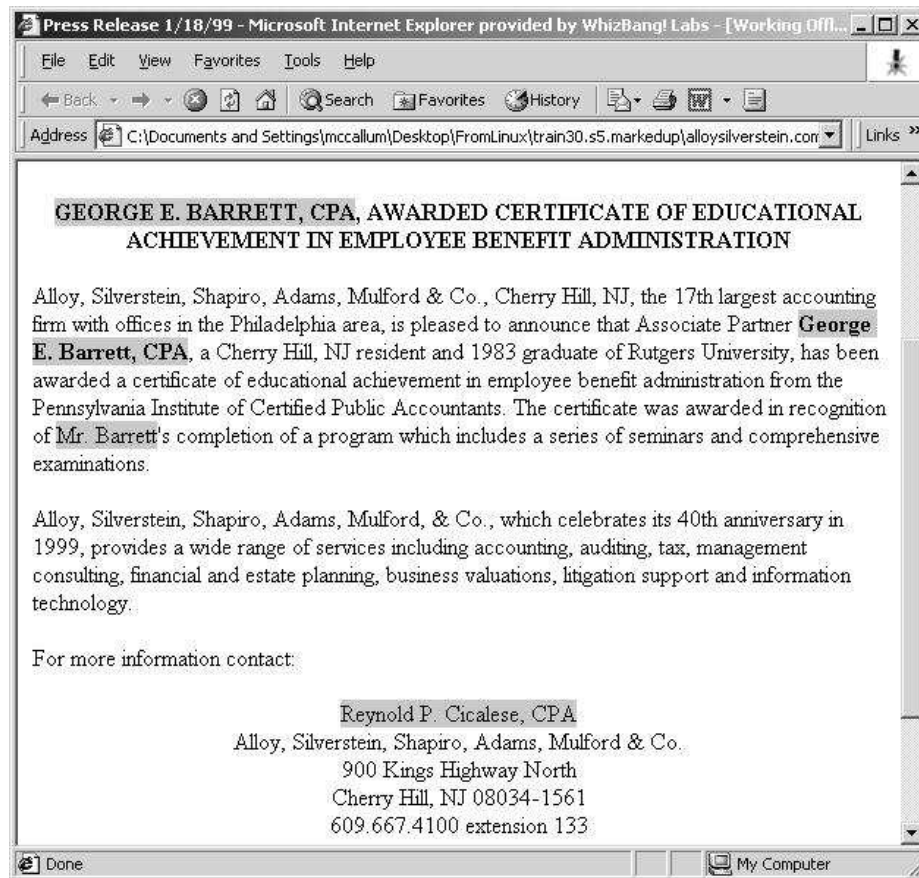 Press Release 1/18/99 - Microsoft Internet Explorer provided by WhizBang! Labs - [Working Offl...
File Edit View Favorites Tools Help
Back Search Favorites History
Address C:\Documents and Settings\mccallum\Desktop\FromLinux\train30.s5.markedup\alloysilverstein.com Links »
GEORGE E. BARRETT, CPA, AWARDED CERTIFICATE OF EDUCATIONAL
ACHIEVEMENT IN EMPLOYEE BENEFIT ADMINISTRATION
Alloy, Silverstein, Shapiro, Adams, Mulford & Co., Cherry Hill, NJ, the 17th largest accounting
firm with offices in the Philadelphia area, is pleased to announce that Associate Partner George
E. Barrett, CPA, a Cherry Hill, NJ resident and 1983 graduate of Rutgers University, has been
awarded a certificate of educational achievement in employee benefit administration from the
Pennsylvania Institute of Certified Public Accountants. The certificate was awarded in recognition
of Mr. Barrett's completion of a program which includes a series of seminars and comprehensive
examinations.
Alloy, Silverstein, Shapiro, Adams, Mulford, & Co., which celebrates its 40th anniversary in
1999, provides a wide range of services including accounting, auditing, tax, management
consulting, financial and estate planning, business valuations, litigation support and information
technology.
For more information contact:
Reynold P. Cicalese, CPA
Alloy, Silverstein, Shapiro, Adams, Mulford & Co.
900 Kings Highway North
Cherry Hill, NJ 08034-1561
609.667.4100 extension 133
Done My Computer